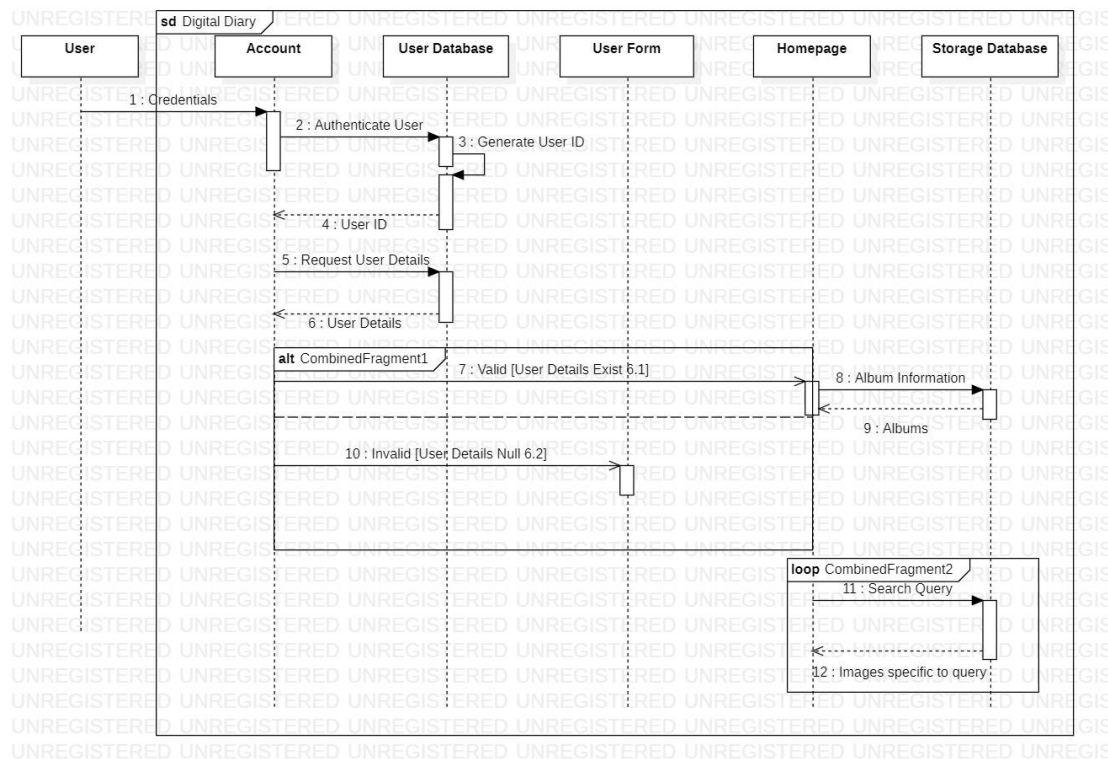 sd Digital Diary
User
Account
User Database
User Form
Homepage
Storage Database
1 : Credentials
2 : Authenticate User
3 : Generate User ID
4 : User ID
5 : Request User Details
6 : User Details
alt CombinedFragment1
7 : Valid [User Details Exist 6.1]
8 : Album Information
9 : Albums
10 : Invalid [User Details Null 6.2]
loop CombinedFragment2
11 : Search Query
12 : Images specific to query